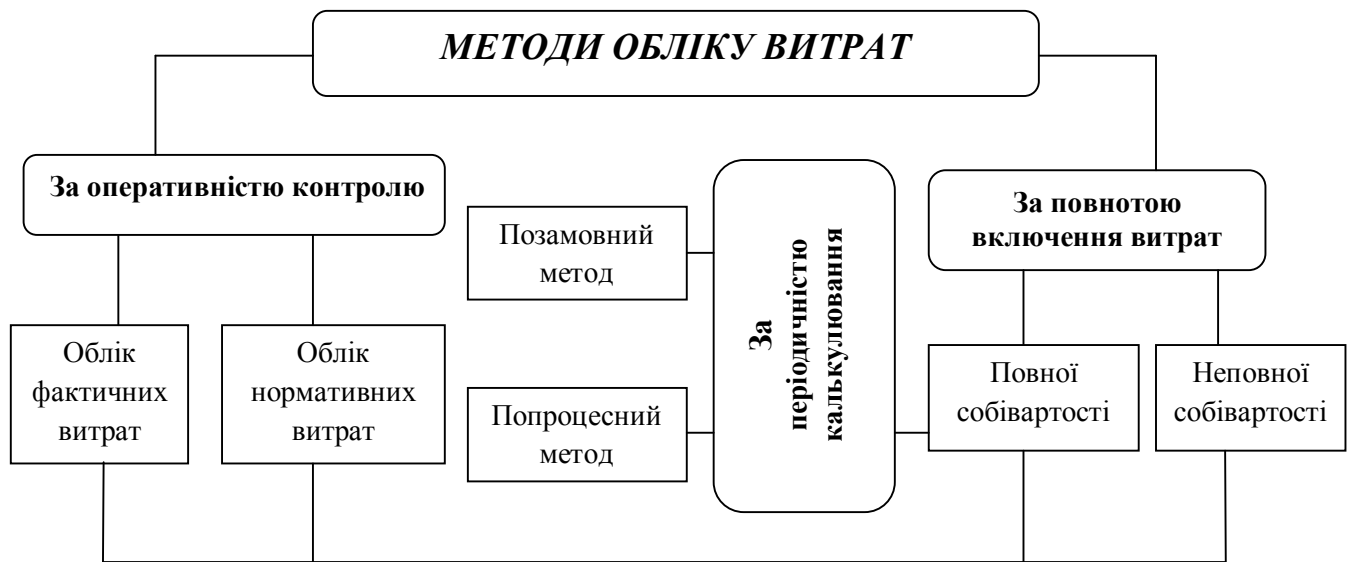 МЕТОДИ ОБЛІКУ ВИТРАТ
За оперативністю контролю
Позамовний
метод
Попроцесний
метод
За
періодичністю
калькулювання
За повнотою
включення витрат
Облік
фактичних
витрат
Облік
нормативних
витрат
Повної
собівартості
Неповної
собівартості